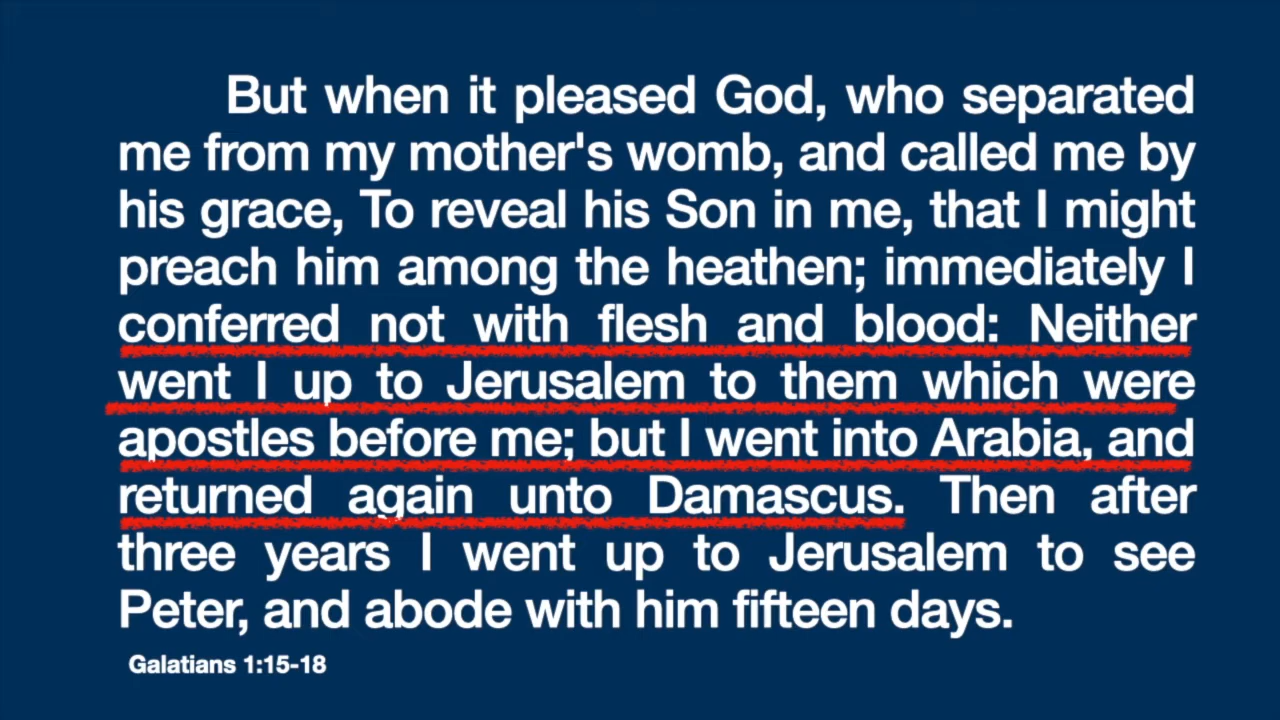 But when it pleased God, who separated
me from my mother's womb, and called me by
his grace, To reveal his Son in me, that I might
preach him among the heathen; immediately I
conferred not with flesh and blood: Neither
went I up to Jerusalem to them which were
apostles before me; but I went into Arabia, and
returned again unto Damascus. Then after
three years I went up to Jerusalem to see
Peter, and abode with him fifteen days.
Galatians 1:15-18